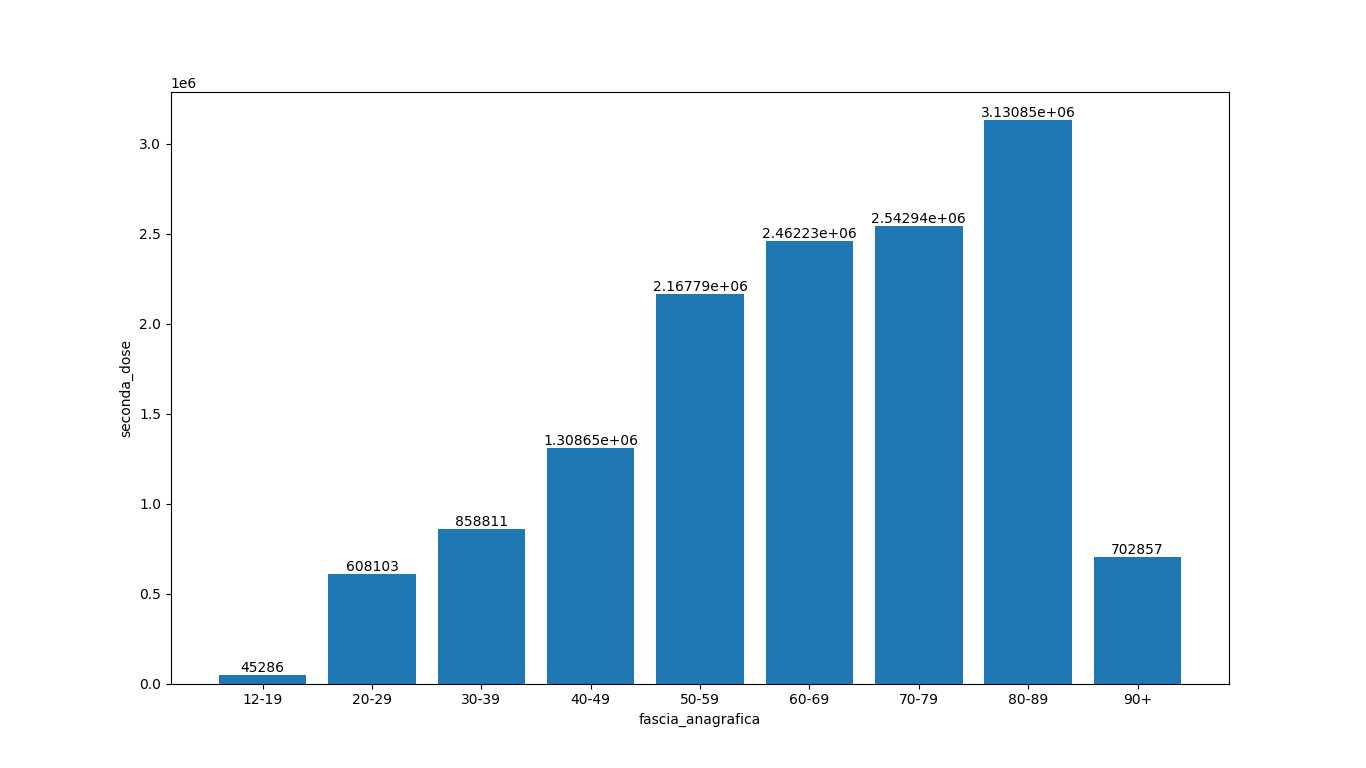 1e6
3.13085e+06
3.0
2.54294e+06
2.5
2.46223e+06
2.16779e+06
2.0
seconda_dose
1.5
1.30865e+06
1.0
858811
702857
608103
0.5
45286
0.0
12-19 20-29 30-39 40-49 50-59 60-69 70-79 80-89 90+
fascia_anagrafica